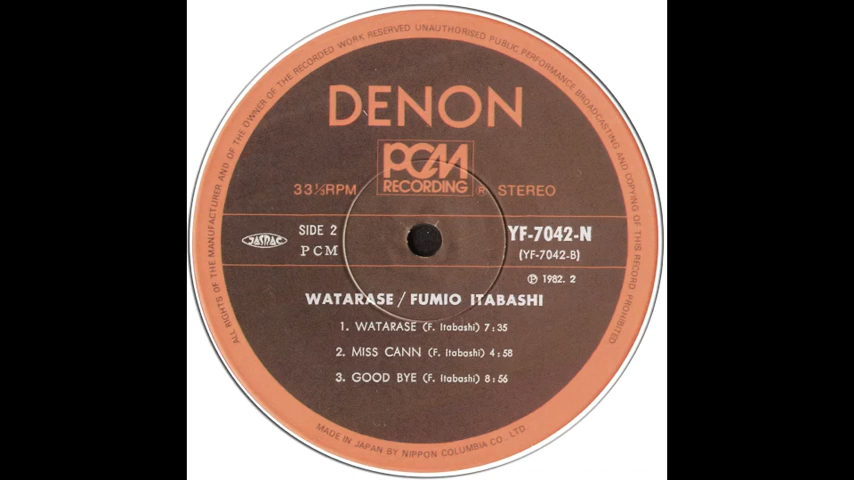 ALL RIGHTS OF THE MANUFACTURER AND OF THE OWNER OF THE RECORDED WORK RESERVED UNAUTHORISED PUBLIC PERFORMANCE BROADCASTING AND COPYING OF THIS RECORD PROHIBITED
DENON
PCM
RECORDING
33⅓RPM R STEREO
JASRAC SIDE 2 YF-7042-N
PCM (YF-7042-B)
Ⓟ 1982. 2
WATARASE / FUMIO ITABASHI
1. WATARASE (F. Itabashi) 7:35
2. MISS CANN (F. Itabashi) 4:58
3. GOOD BYE (F. Itabashi) 8:56
MADE IN JAPAN BY NIPPON COLUMBIA CO., LTD.